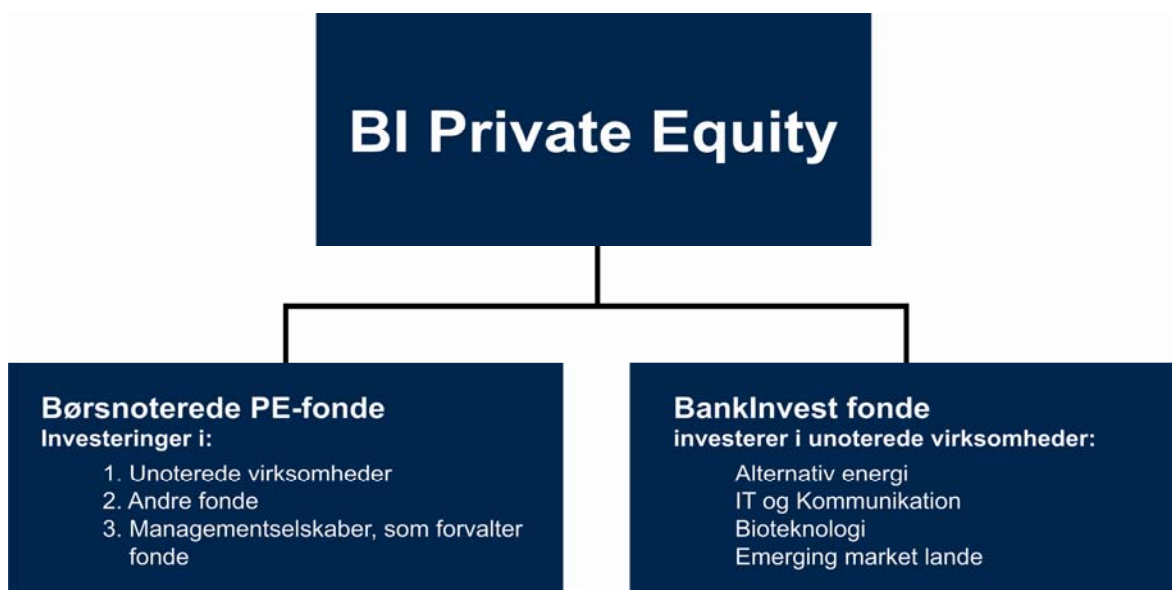 BI Private Equity
Børsnoterede PE-fonde
Investeringer i:
1. Unoterede virksomheder
2. Andre fonde
3. Managementselskaber, som forvalter
fonde
BankInvest fonde
investerer i unoterede virksomheder:
Alternativ energi
IT og Kommunikation
Bioteknologi
Emerging market lande